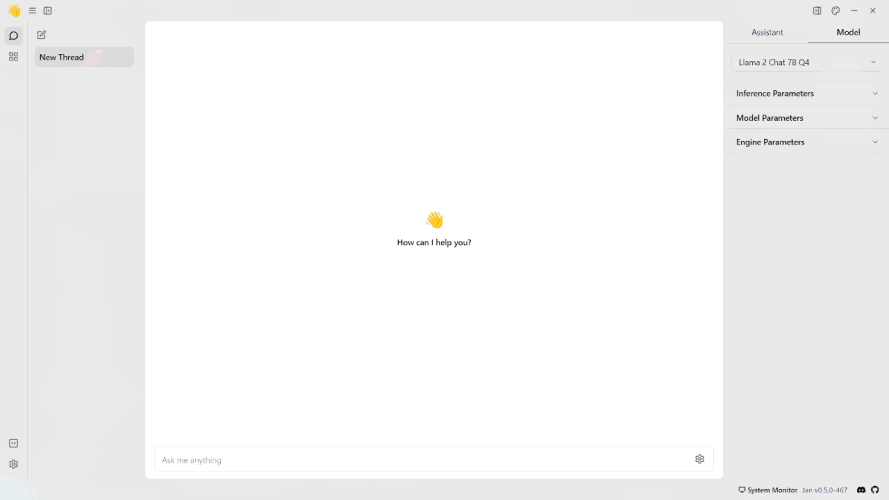 Assistant
Model
New Thread
Llama 2 Chat 7B Q4
Inference Parameters
Model Parameters
Engine Parameters
How can I help you?
Ask me anything
System Monitor Jan v0.5.0-467